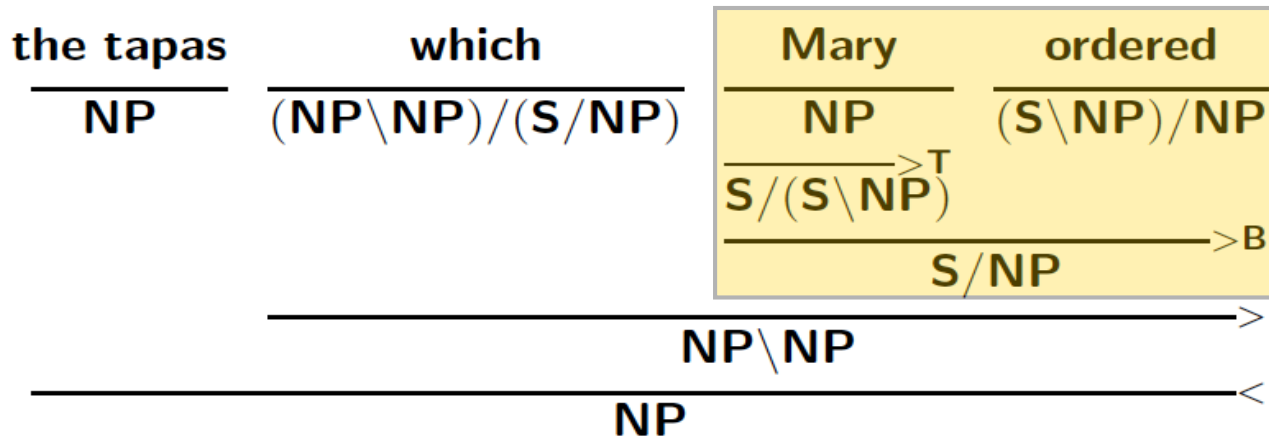 the tapas which Mary ordered
NP (NP\NP)/(S/NP) NP (S\NP)/NP
>T
S/(S\NP)
>B
S/NP
>
NP\NP
<
NP